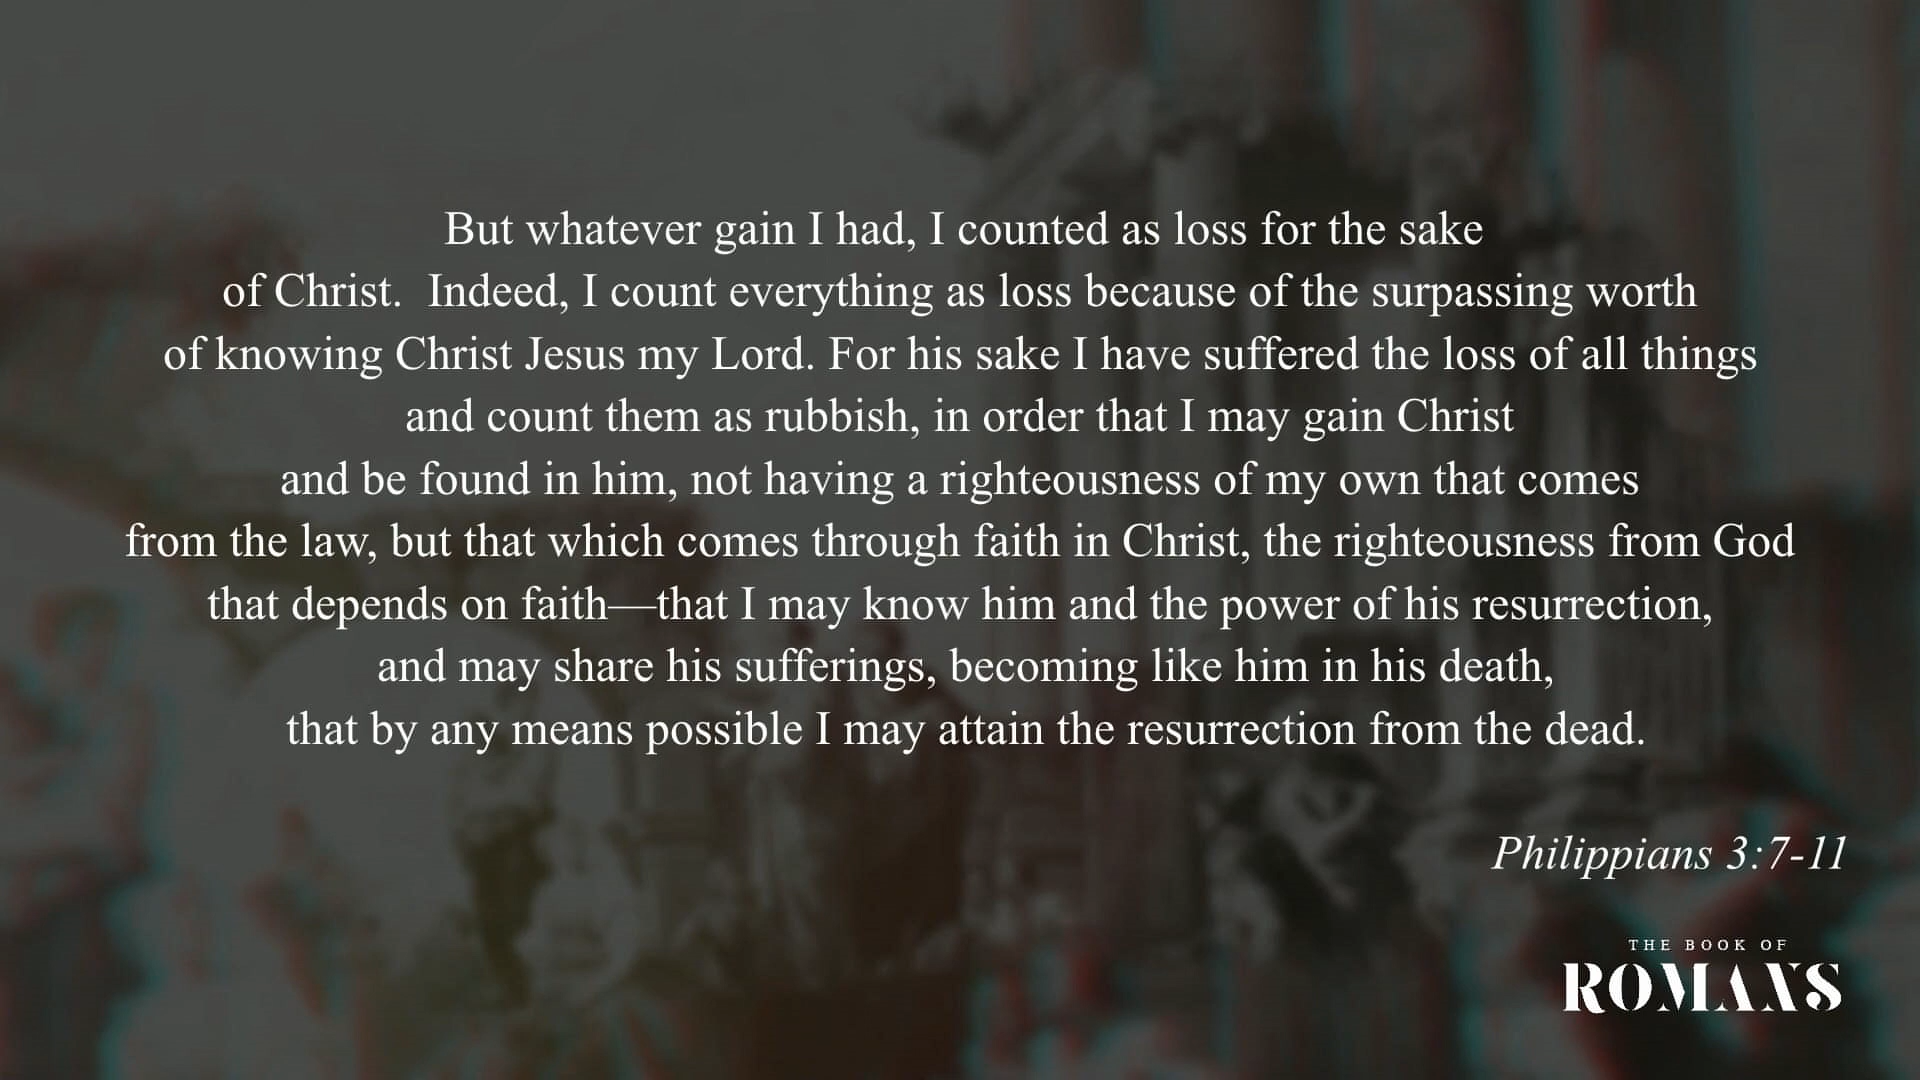 But whatever gain I had, I counted as loss for the sake
of Christ.  Indeed, I count everything as loss because of the surpassing worth
of knowing Christ Jesus my Lord. For his sake I have suffered the loss of all things
and count them as rubbish, in order that I may gain Christ
and be found in him, not having a righteousness of my own that comes
from the law, but that which comes through faith in Christ, the righteousness from God
that depends on faith—that I may know him and the power of his resurrection,
and may share his sufferings, becoming like him in his death,
that by any means possible I may attain the resurrection from the dead.
Philippians 3:7-11
THE BOOK OF
ROMANS